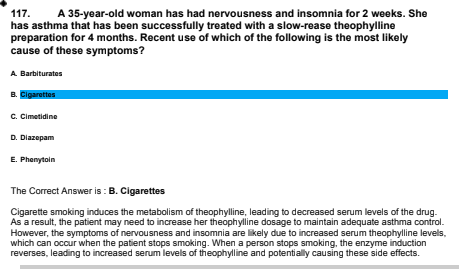 117. A 35-year-old woman has had nervousness and insomnia for 2 weeks. She
has asthma that has been successfully treated with a slow-rease theophylline
preparation for 4 months. Recent use of which of the following is the most likely
cause of these symptoms?
A. Barbiturates
B. Cigarettes
C. Cimetidine
D. Diazepam
E. Phenytoin
The Correct Answer is : B. Cigarettes
Cigarette smoking induces the metabolism of theophylline, leading to decreased serum levels of the drug.
As a result, the patient may need to increase her theophylline dosage to maintain adequate asthma control.
However, the symptoms of nervousness and insomnia are likely due to increased serum theophylline levels,
which can occur when the patient stops smoking. When a person stops smoking, the enzyme induction
reverses, leading to increased serum levels of theophylline and potentially causing these side effects.